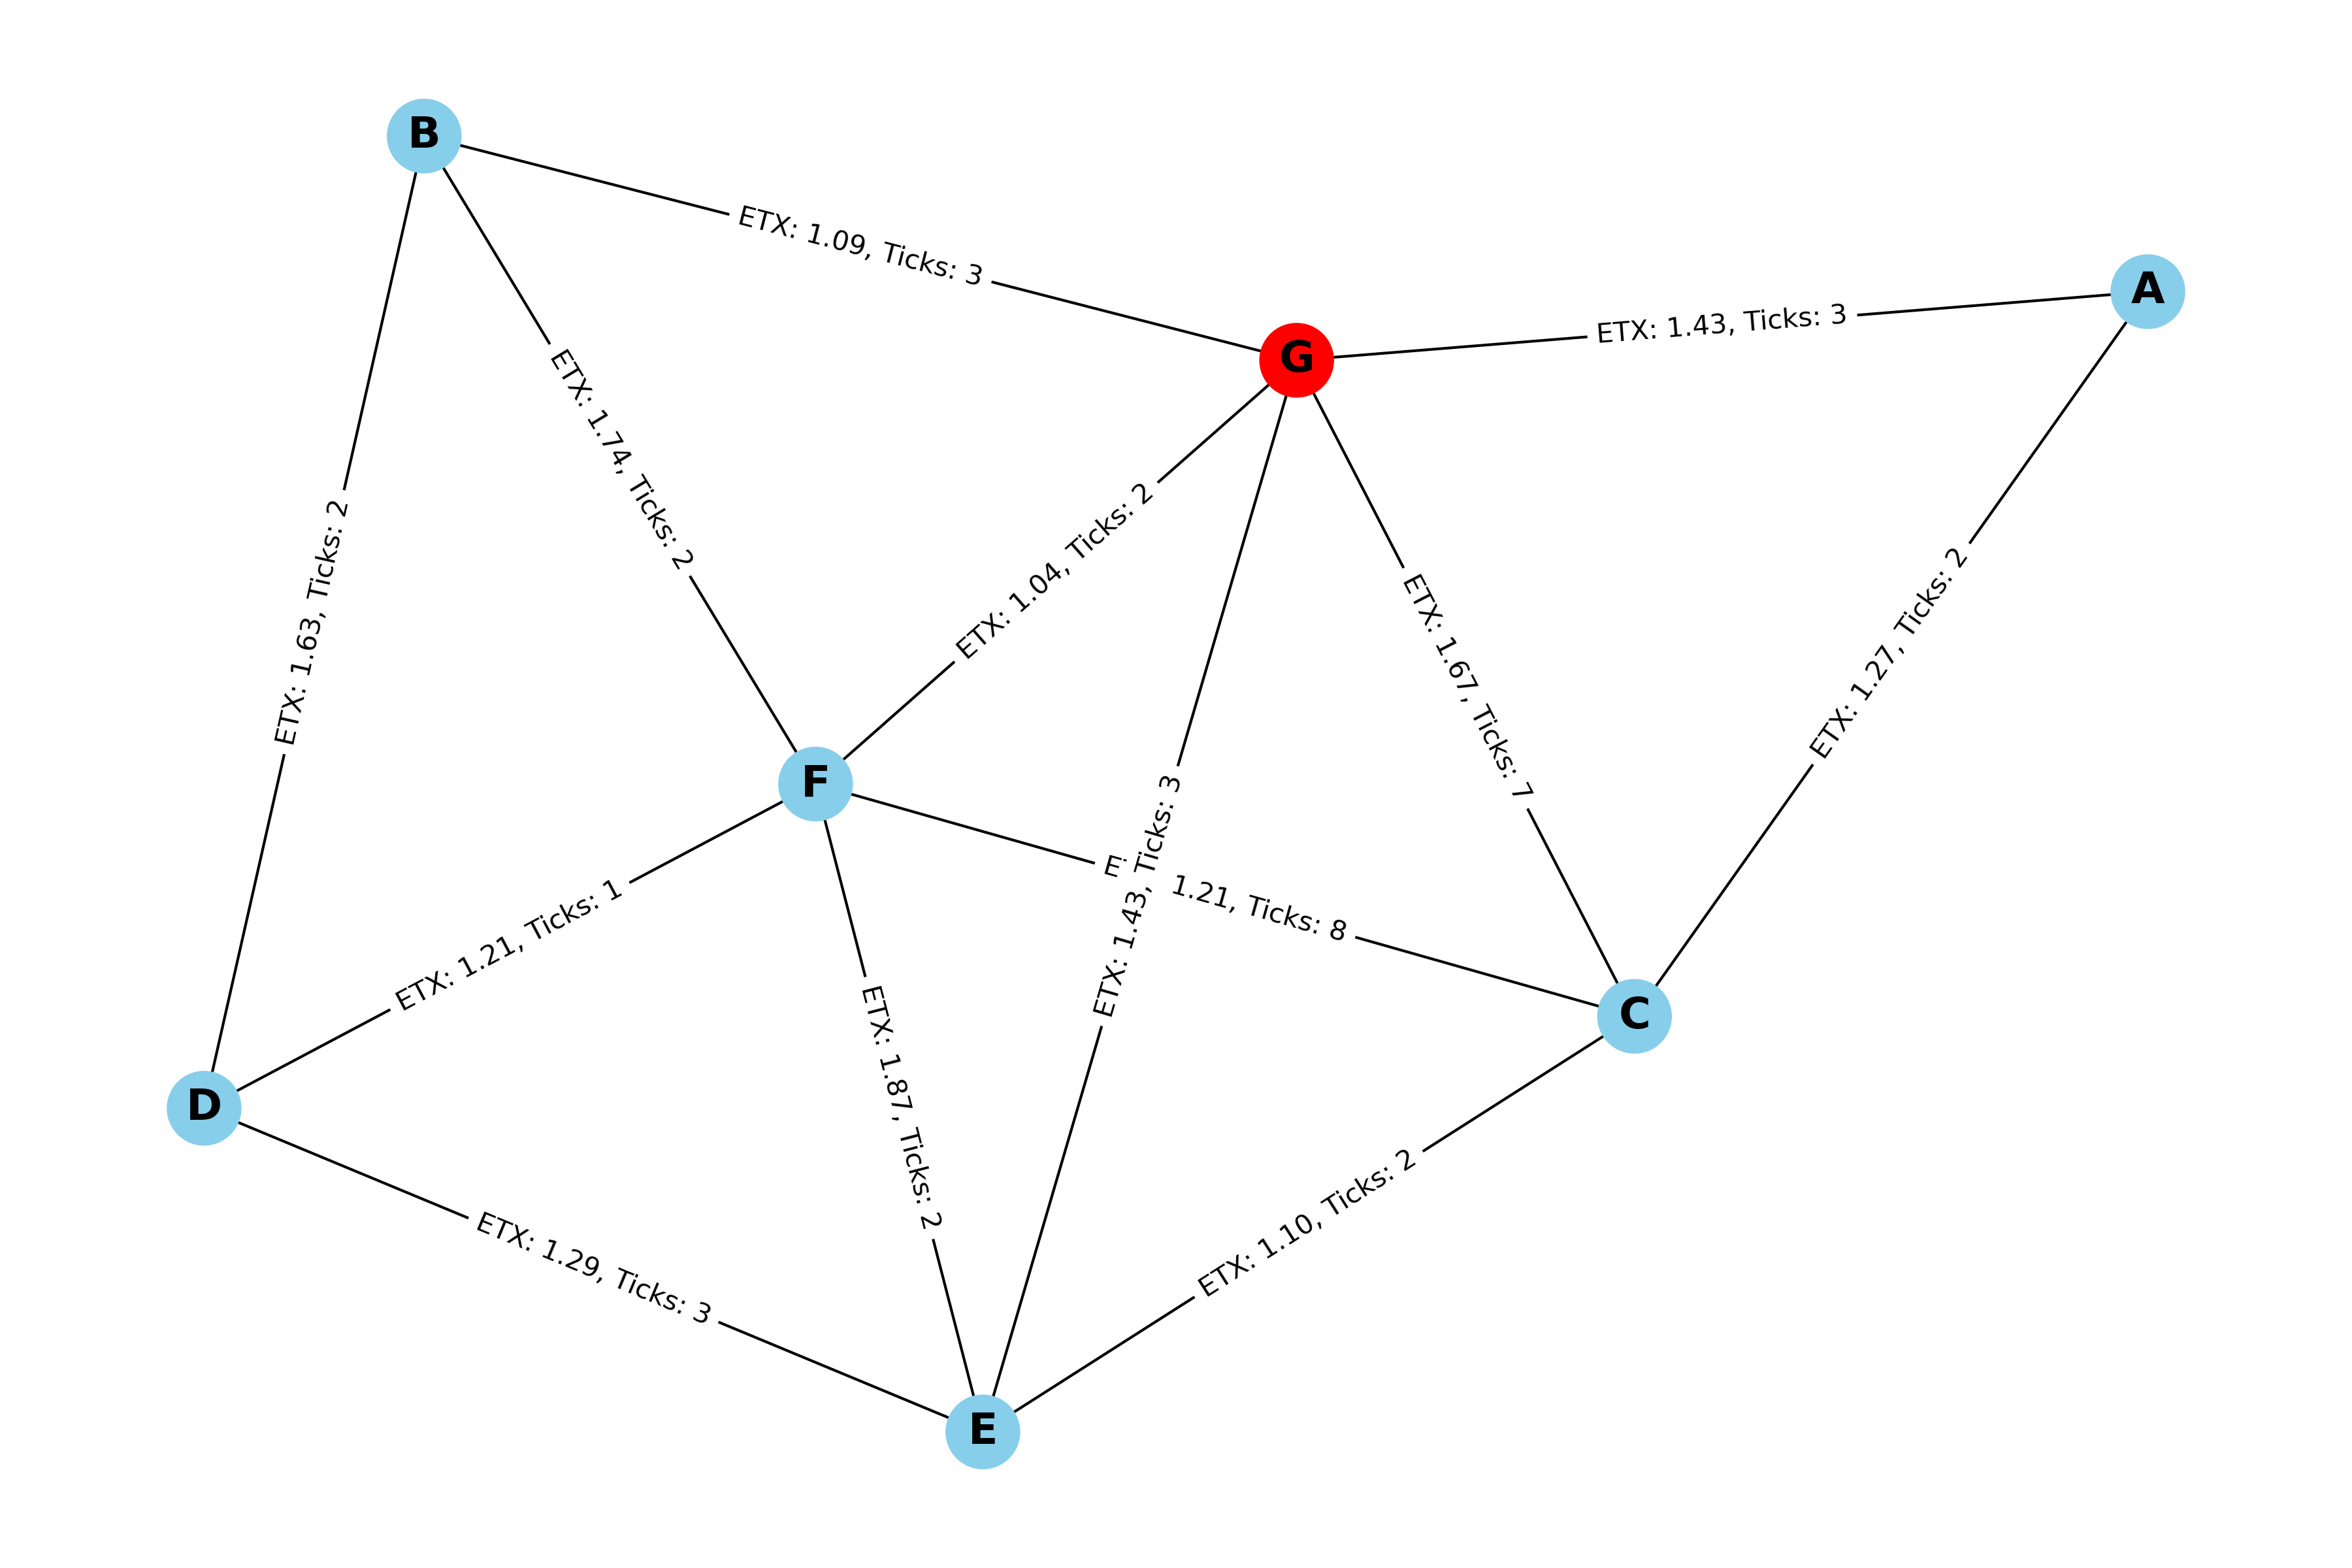 B
ETX: 1.09, Ticks: 3
A
ETX: 1.43, Ticks: 3
G
ETX: 1.74, Ticks: 2
ETX: 1.63, Ticks: 2
ETX: 1.04, Ticks: 2
ETX: 1.67, Ticks: 7
ETX: 1.27, Ticks: 2
F
ETX: 1.43, Ticks: 3
1.21, Ticks: 8
ETX: 1.21, Ticks: 1
C
ETX: 1.87, Ticks: 2
D
ETX: 1.10, Ticks: 2
ETX: 1.29, Ticks: 3
E